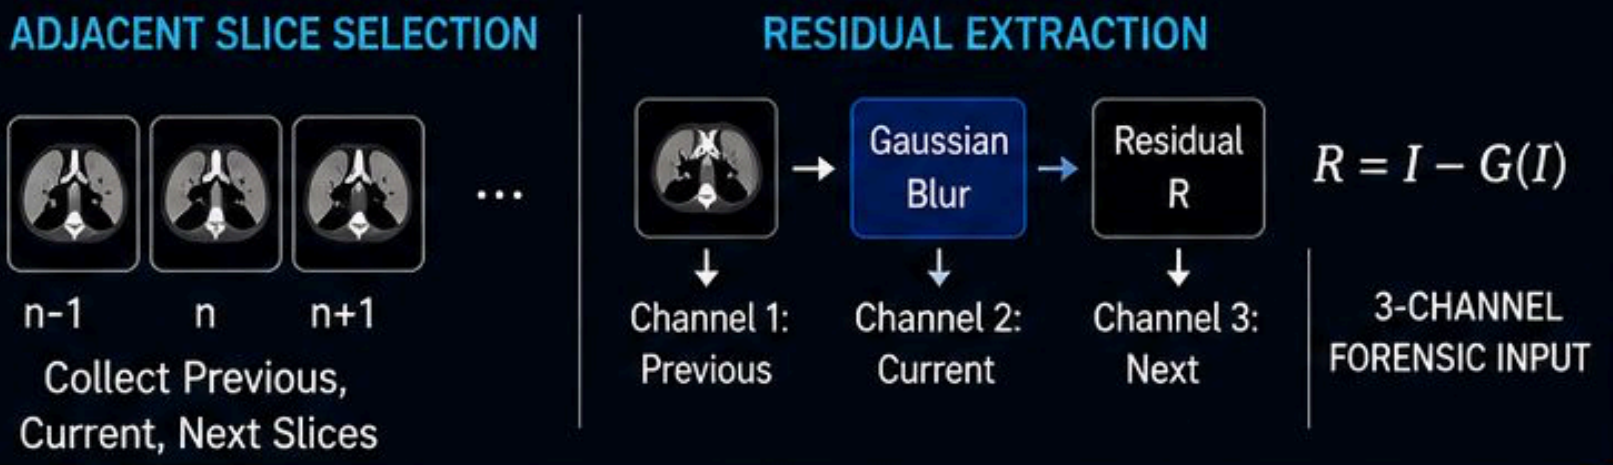 ADJACENT SLICE SELECTION
n-1
n
n+1
...
Collect Previous,
Current, Next Slices
RESIDUAL EXTRACTION
Gaussian
Blur
Residual
R
R = I − G(I)
Channel 1:
Previous
Channel 2:
Current
Channel 3:
Next
3-CHANNEL
FORENSIC INPUT